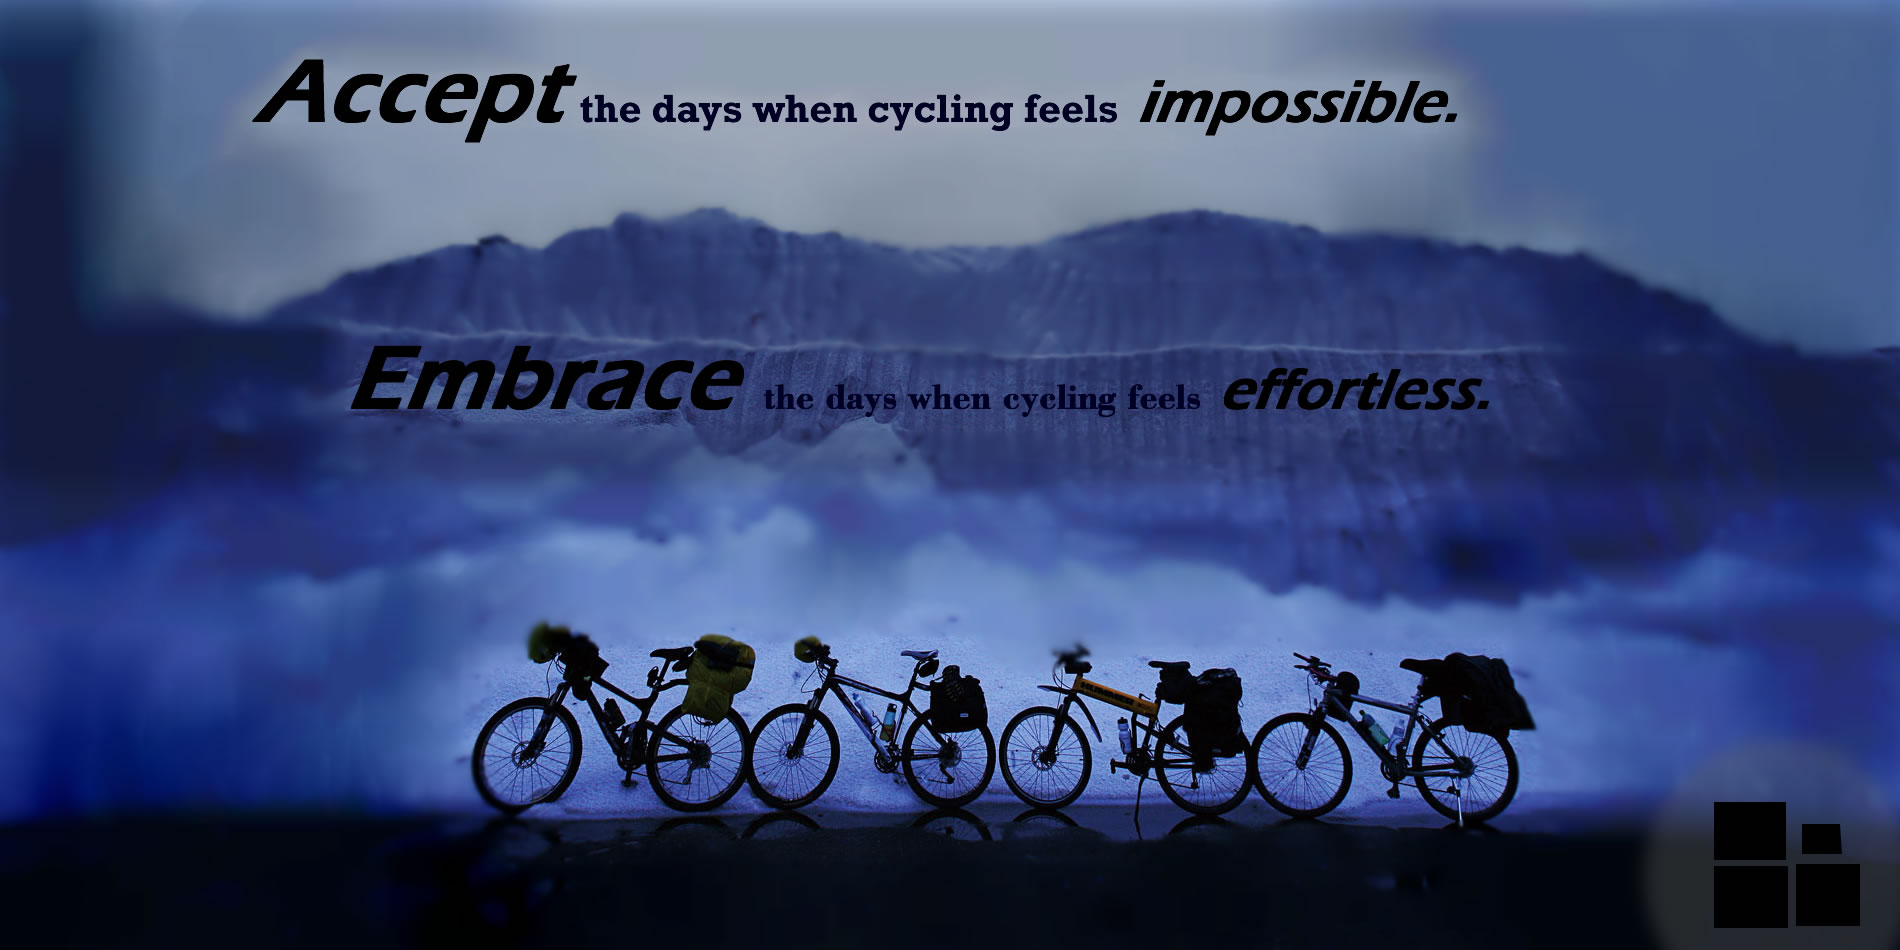 Accept the days when cycling feels impossible.
Embrace the days when cycling feels effortless.